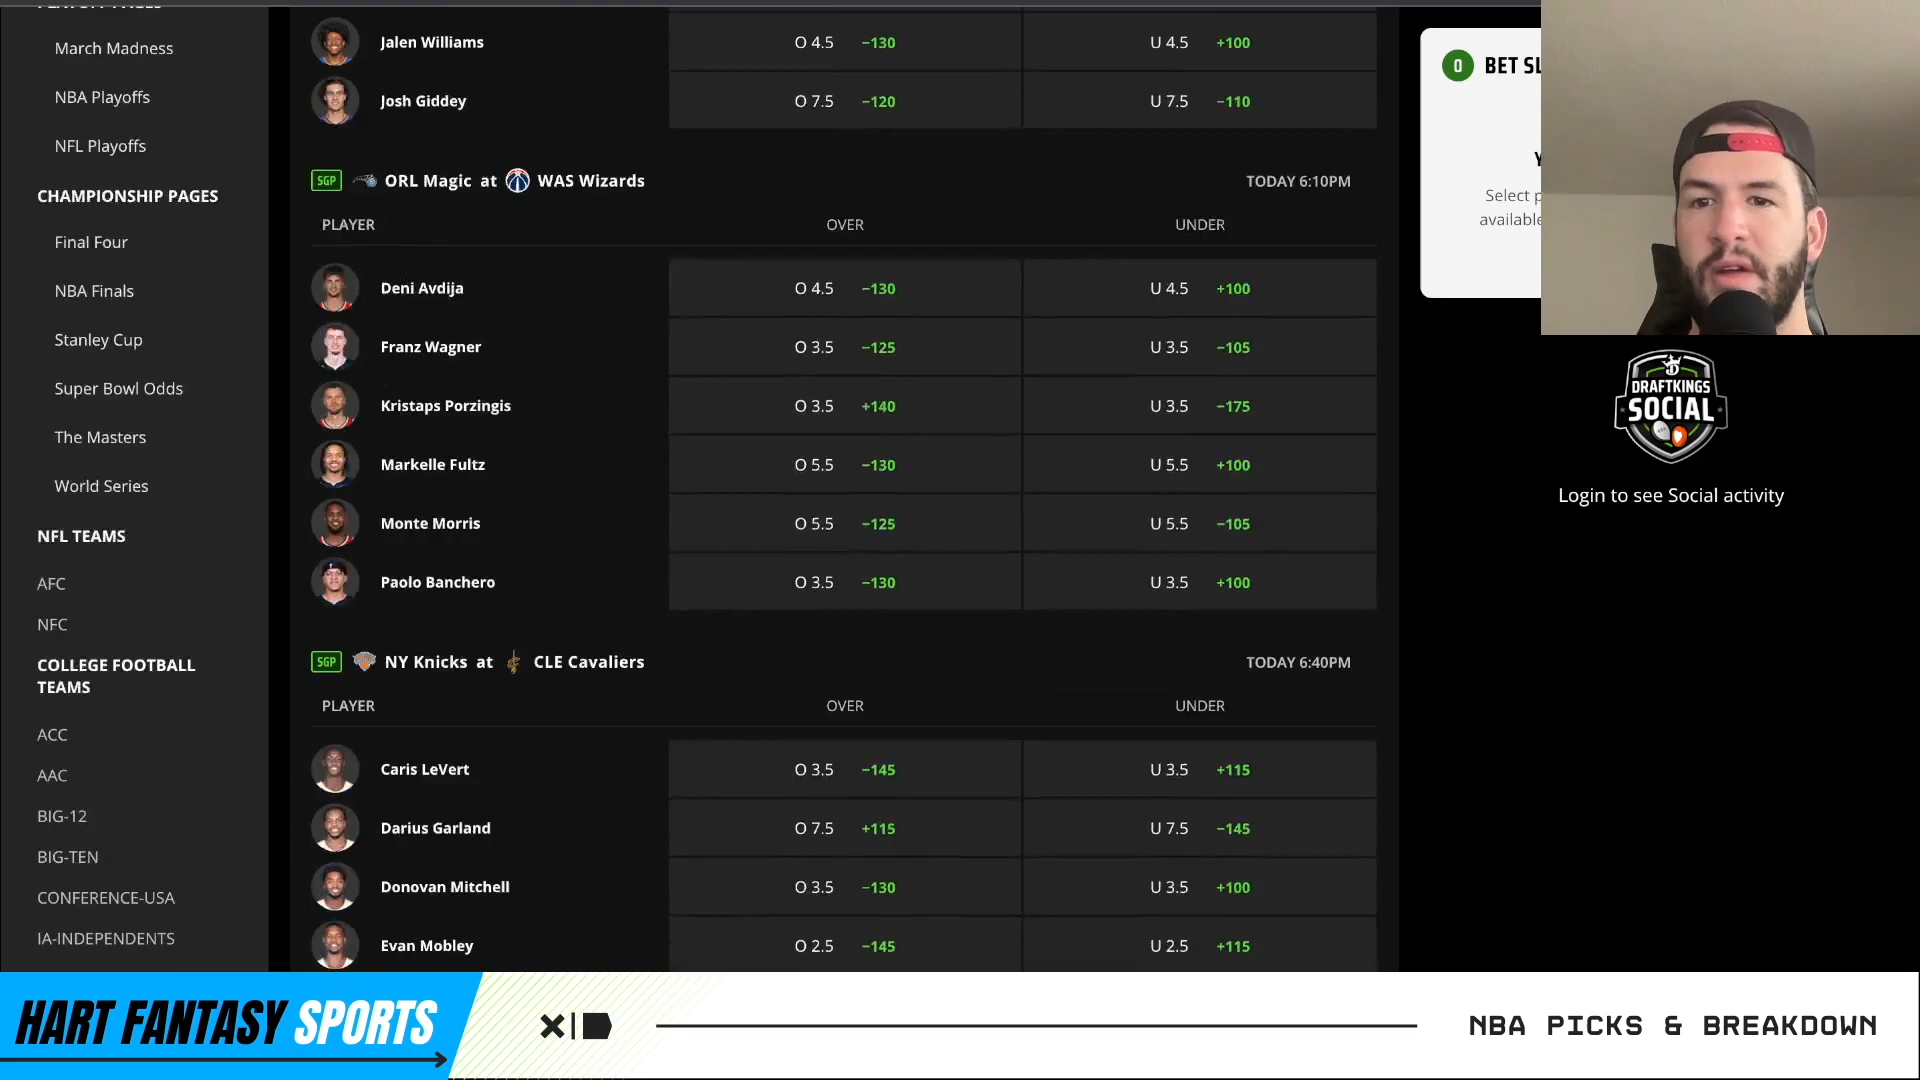 March Madness
NBA Playoffs
NFL Playoffs
CHAMPIONSHIP PAGES
Final Four
NBA Finals
Stanley Cup
Super Bowl Odds
The Masters
World Series
NFL TEAMS
AFC
NFC
COLLEGE FOOTBALL
TEAMS
ACC
AAC
BIG-12
BIG-TEN
CONFERENCE-USA
IA-INDEPENDENTS
Jalen Williams O 4.5 −130 U 4.5 +100
Josh Giddey O 7.5 −120 U 7.5 −110
SGP ORL Magic at WAS Wizards TODAY 6:10PM
PLAYER OVER UNDER
Deni Avdija O 4.5 −130 U 4.5 +100
Franz Wagner O 3.5 −125 U 3.5 −105
Kristaps Porzingis O 3.5 +140 U 3.5 −175
Markelle Fultz O 5.5 −130 U 5.5 +100
Monte Morris O 5.5 −125 U 5.5 −105
Paolo Banchero O 3.5 −130 U 3.5 +100
SGP NY Knicks at CLE Cavaliers TODAY 6:40PM
PLAYER OVER UNDER
Caris LeVert O 3.5 −145 U 3.5 +115
Darius Garland O 7.5 +115 U 7.5 −145
Donovan Mitchell O 3.5 −130 U 3.5 +100
Evan Mobley O 2.5 −145 U 2.5 +115
0 BET SL
Y
Select p
available
DRAFTKINGS
SOCIAL
Login to see Social activity
HART FANTASY SPORTS
NBA PICKS & BREAKDOWN